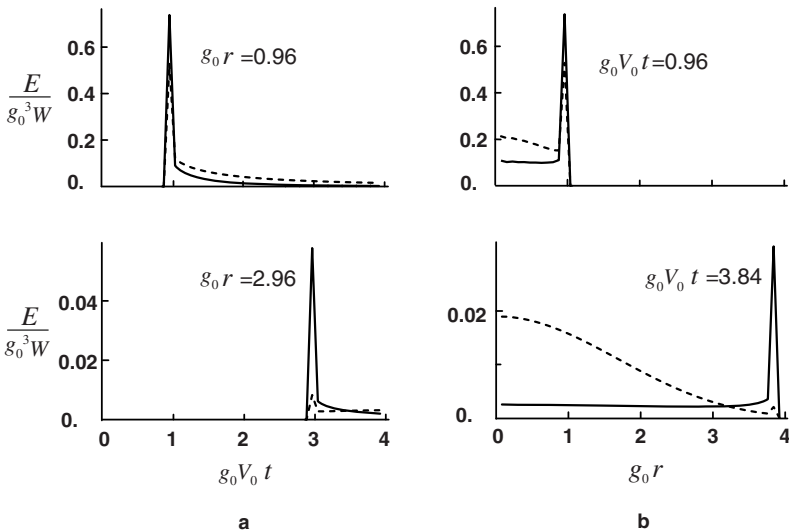 0.6
0.4
0.2
0.
E
g₀³W
g₀ r =0.96
0.6
0.4
0.2
0.
g₀V₀ t =0.96
0.04
0.02
0.
E
g₀³W
g₀ r =2.96
0 1 2 3 4
g₀V₀ t
a
0.02
0.
g₀V₀ t =3.84
0 1 2 3 4
g₀ r
b